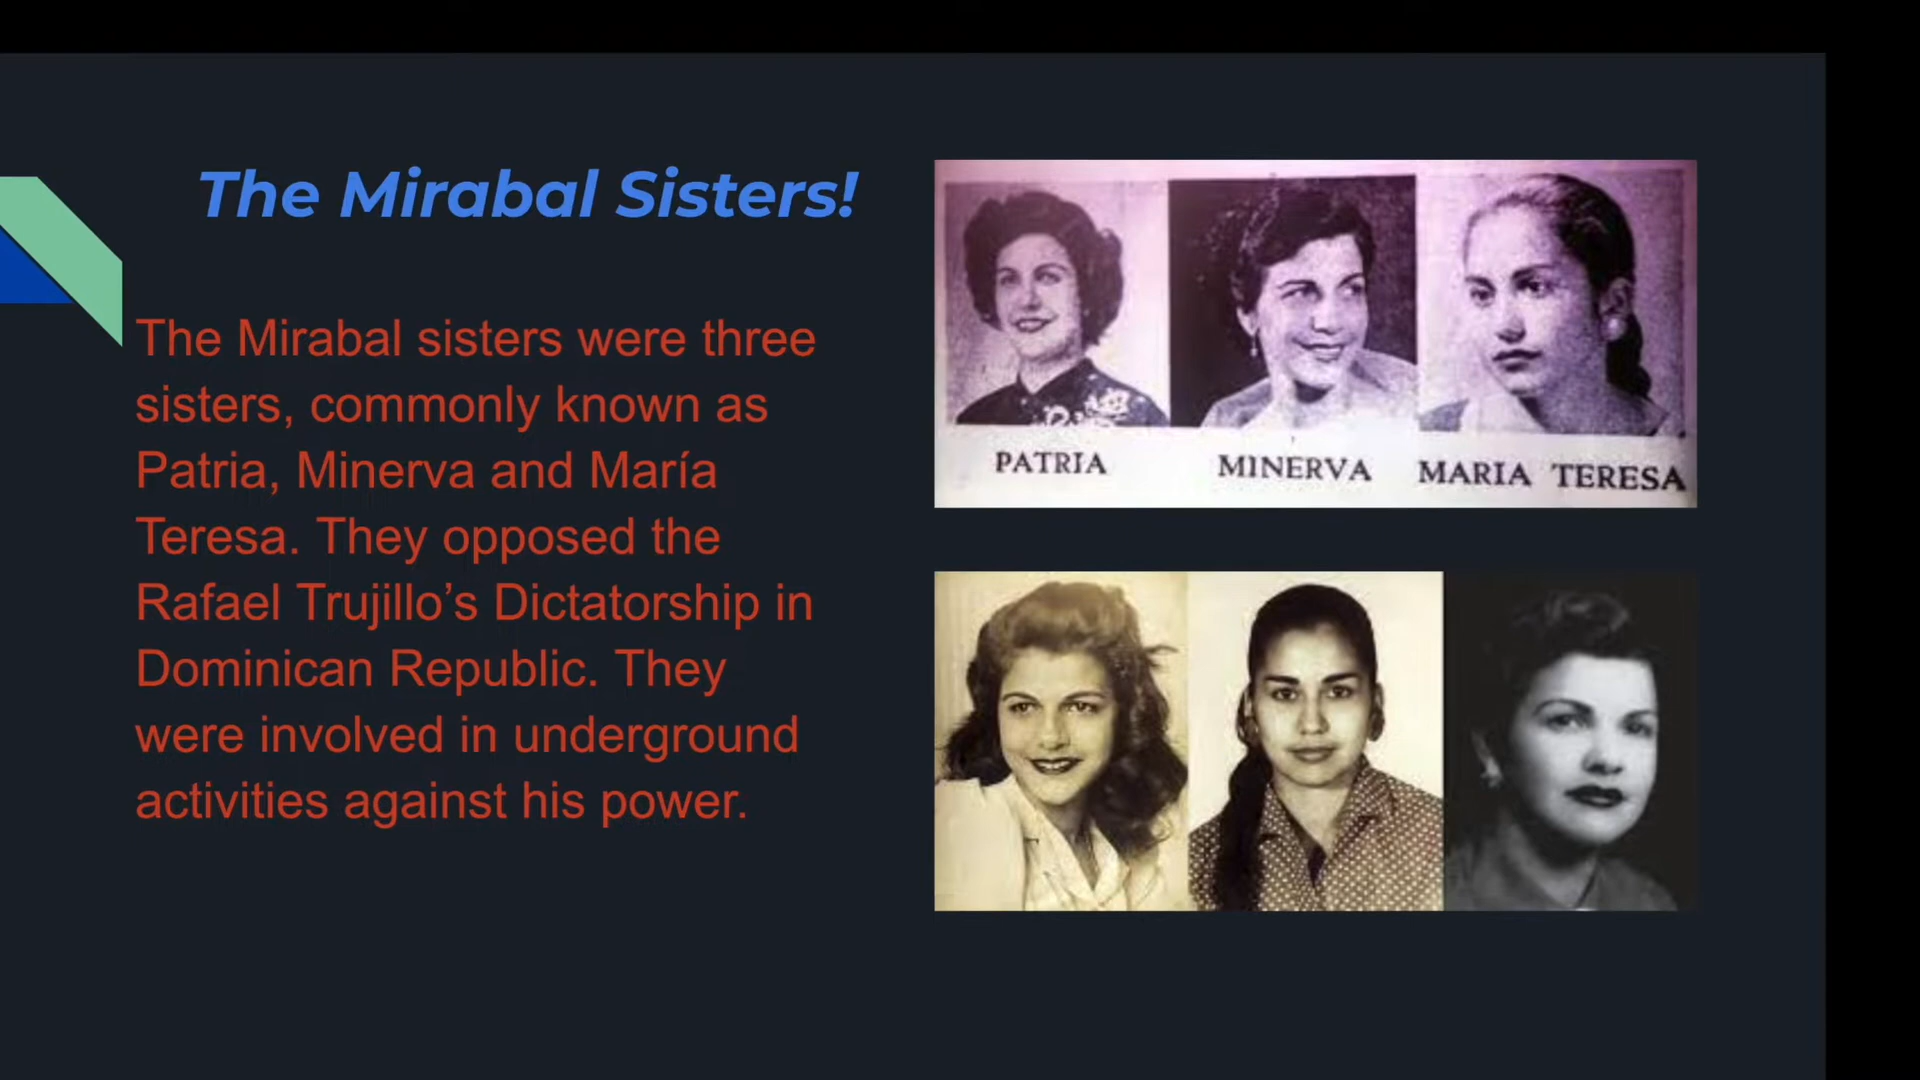 The Mirabal Sisters!
The Mirabal sisters were three
sisters, commonly known as
Patria, Minerva and María
Teresa. They opposed the
Rafael Trujillo’s Dictatorship in
Dominican Republic. They
were involved in underground
activities against his power.
PATRIA MINERVA MARIA TERESA